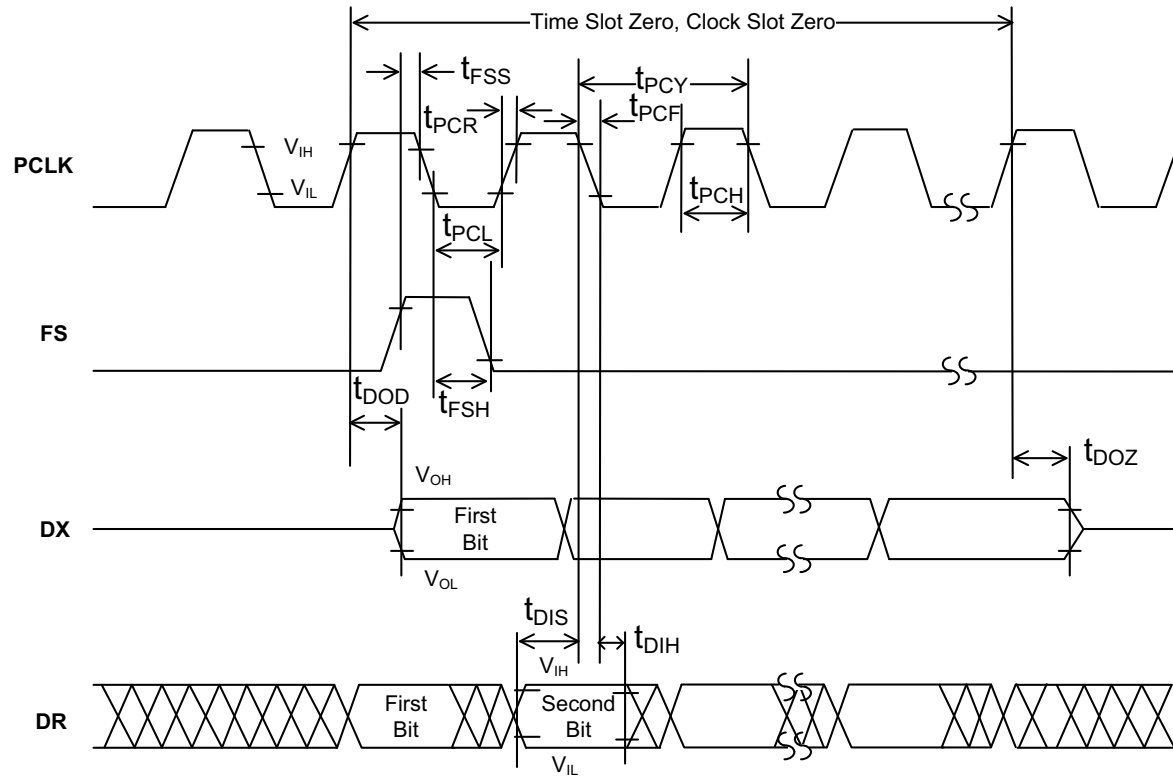 Time Slot Zero, Clock Slot Zero
tFSS
tPCY
tPCR
tPCF
PCLK
VIH
VIL
tPCH
tPCL
FS
tDOD
tFSH
tDOZ
VOH
DX
First
Bit
VOL
tDIS
tDIH
VIH
DR
First
Bit
Second
Bit
VIL